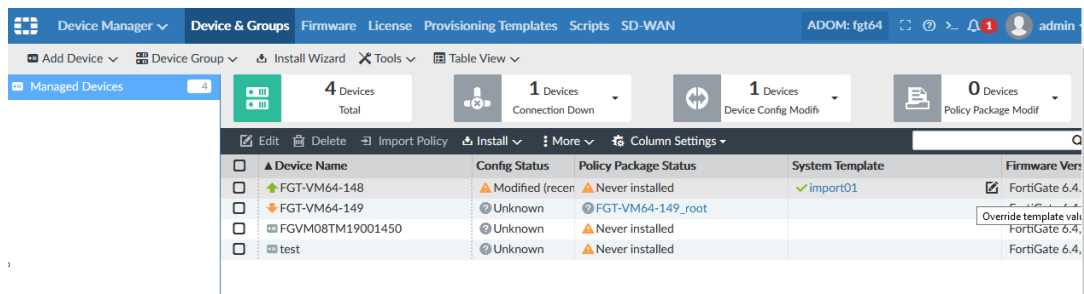 Device Manager Device & Groups Firmware License Provisioning Templates Scripts SD-WAN ADOM: fgt64 1 admin
Add Device Device Group Install Wizard Tools Table View
Managed Devices 4
4 Devices
Total
1 Devices
Connection Down
1 Devices
Device Config Modifi
0 Devices
Policy Package Modif
Edit Delete Import Policy Install More Column Settings
Device Name Config Status Policy Package Status System Template Firmware Vers
FGT-VM64-148 Modified (recen Never installed import01 FortiGate 6.4.
FGT-VM64-149 Unknown FGT-VM64-149_root
Override template valu
FGVM08TM19001450 Unknown Never installed FortiGate 6.4,
test Unknown Never installed FortiGate 6.4,